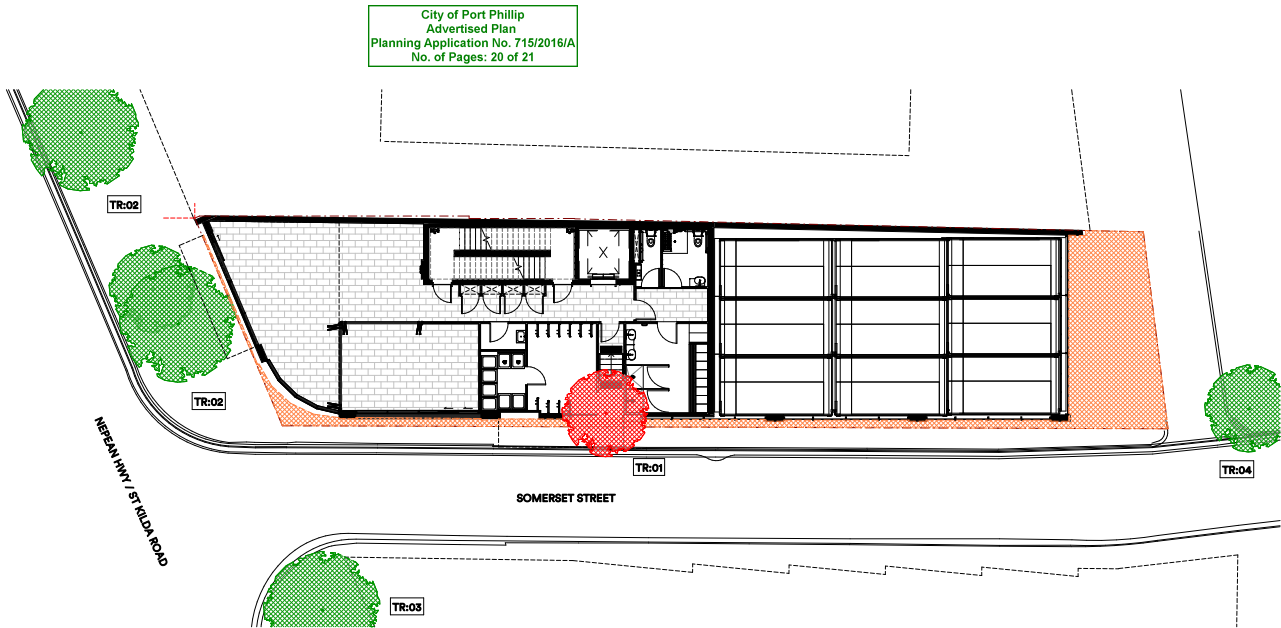 City of Port Phillip
Advertised Plan
Planning Application No. 715/2016/A
No. of Pages: 20 of 21
TR:02
TR:02
TR:01
TR:04
NEPEAN HWY / ST KILDA ROAD
SOMERSET STREET
TR:03